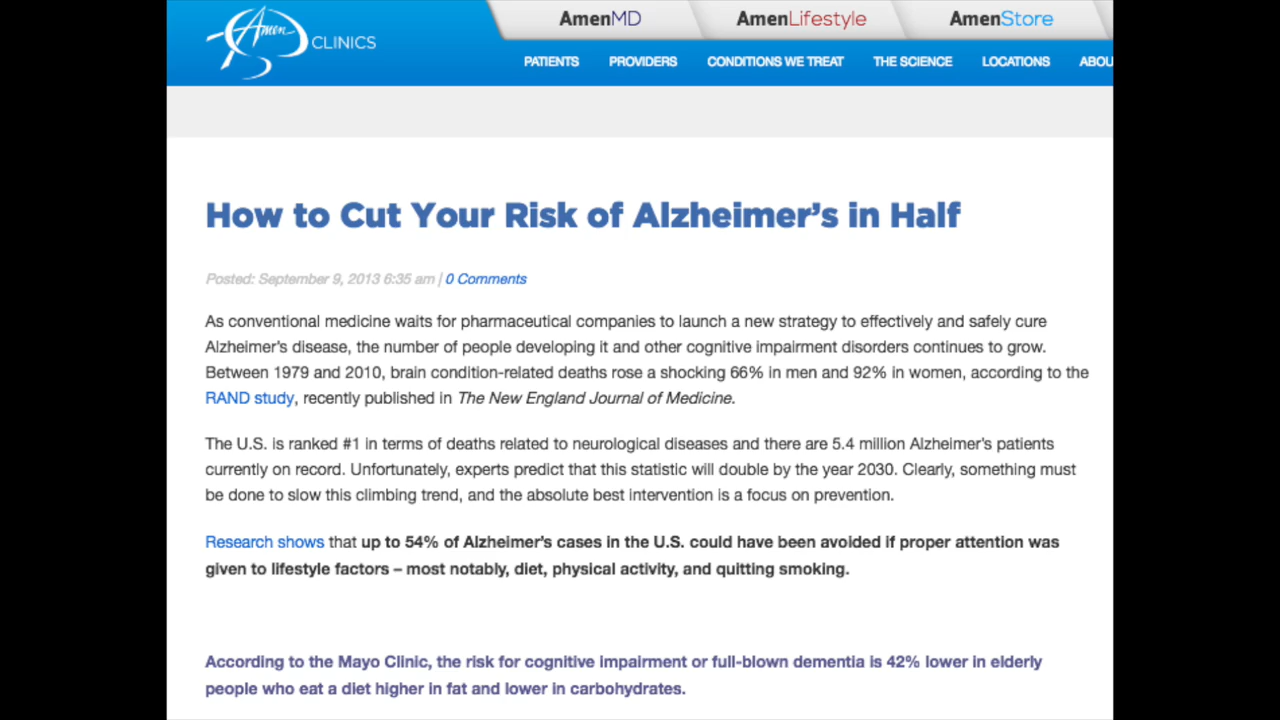 Amen CLINICS
AmenMD AmenLifestyle AmenStore
PATIENTS PROVIDERS CONDITIONS WE TREAT THE SCIENCE LOCATIONS ABOU
How to Cut Your Risk of Alzheimer's in Half
Posted: September 9, 2013 6:35 am | 0 Comments
As conventional medicine waits for pharmaceutical companies to launch a new strategy to effectively and safely cure
Alzheimer's disease, the number of people developing it and other cognitive impairment disorders continues to grow.
Between 1979 and 2010, brain condition-related deaths rose a shocking 66% in men and 92% in women, according to the
RAND study, recently published in The New England Journal of Medicine.
The U.S. is ranked #1 in terms of deaths related to neurological diseases and there are 5.4 million Alzheimer's patients
currently on record. Unfortunately, experts predict that this statistic will double by the year 2030. Clearly, something must
be done to slow this climbing trend, and the absolute best intervention is a focus on prevention.
Research shows that up to 54% of Alzheimer's cases in the U.S. could have been avoided if proper attention was
given to lifestyle factors – most notably, diet, physical activity, and quitting smoking.
According to the Mayo Clinic, the risk for cognitive impairment or full-blown dementia is 42% lower in elderly
people who eat a diet higher in fat and lower in carbohydrates.